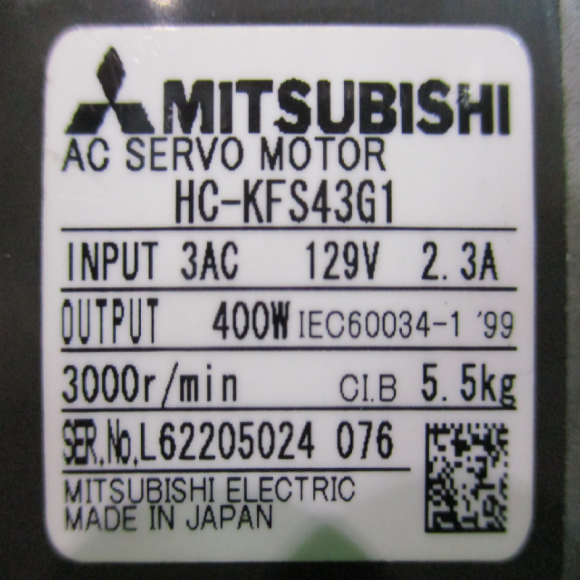 MITSUBISHI
AC SERVO MOTOR
HC-KFS43G1
INPUT 3AC 129V 2.3A
OUTPUT 400W IEC60034-1 '99
3000r/min CI.B 5.5kg
SER.No.L62205024 076
MITSUBISHI ELECTRIC
MADE IN JAPAN